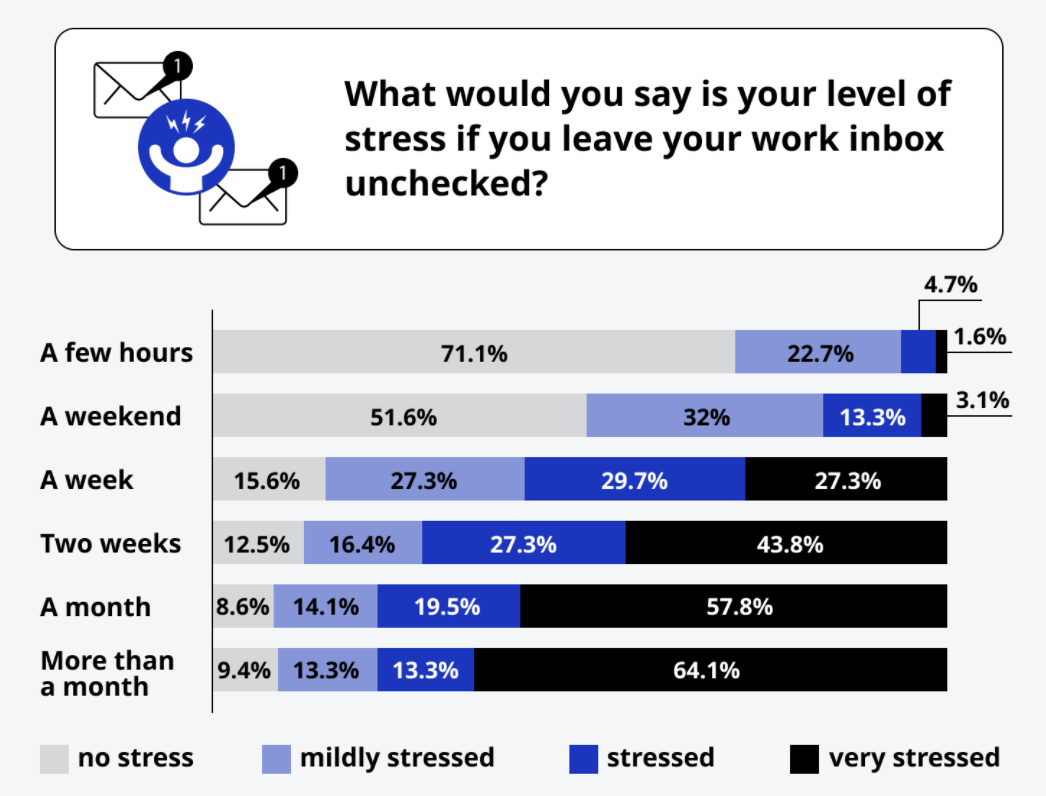 1
1
What would you say is your level of
stress if you leave your work inbox
unchecked?
4.7%
A few hours 71.1% 22.7% 1.6%
A weekend 51.6% 32% 13.3% 3.1%
A week 15.6% 27.3% 29.7% 27.3%
Two weeks 12.5% 16.4% 27.3% 43.8%
A month 8.6% 14.1% 19.5% 57.8%
More than
a month 9.4% 13.3% 13.3% 64.1%
no stress mildly stressed stressed very stressed